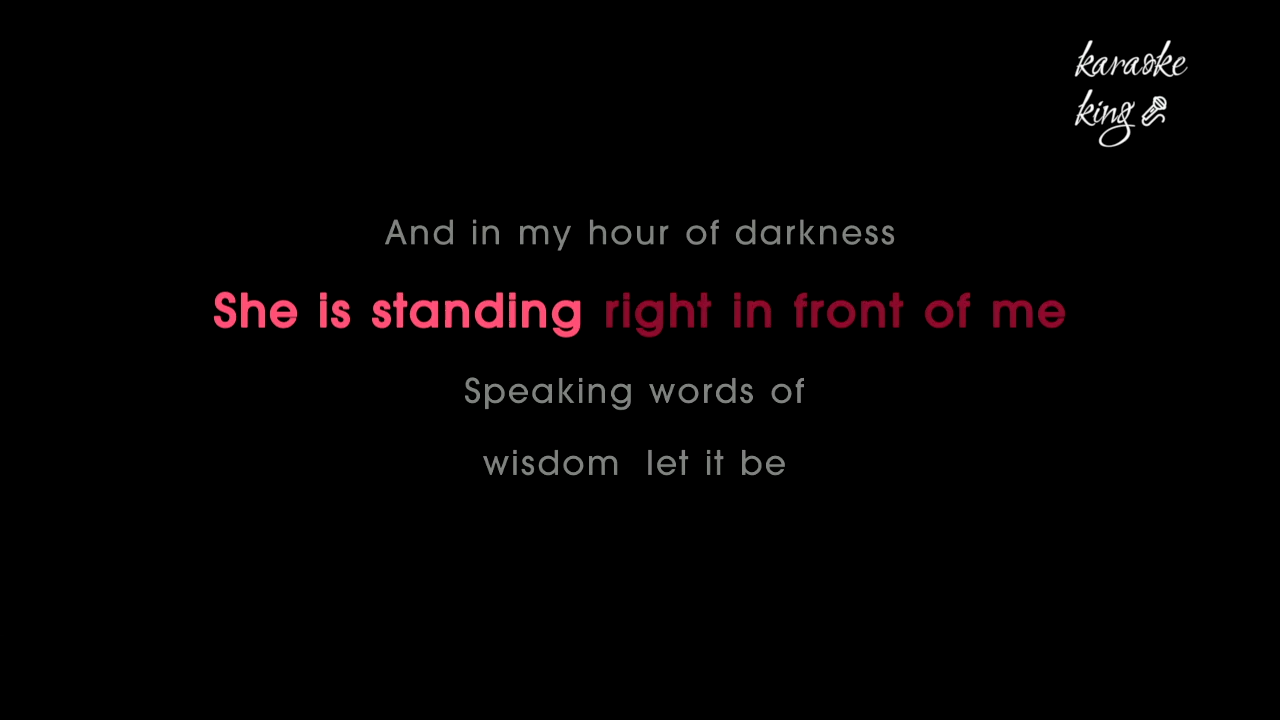 karaoke
king
And in my hour of darkness
She is standing right in front of me
Speaking words of
wisdom let it be